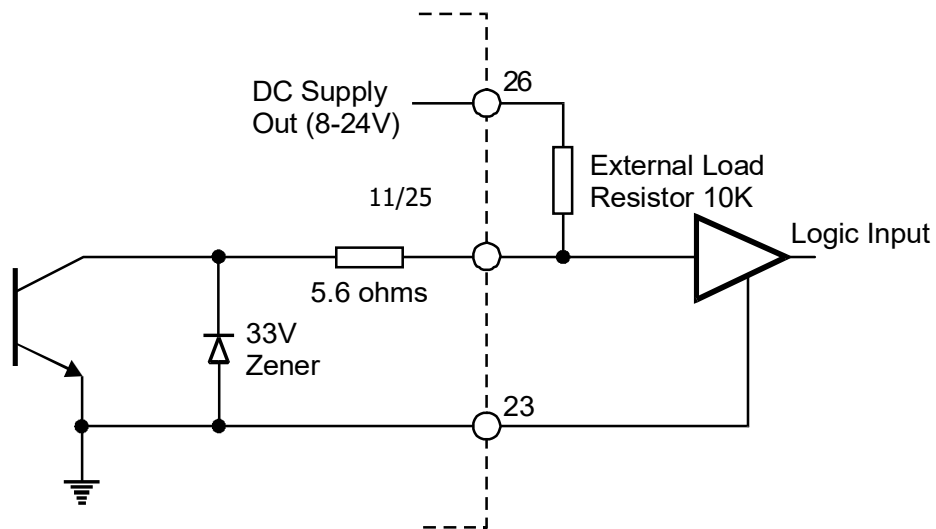 26
DC Supply
Out (8-24V)
External Load
Resistor 10K
11/25
Logic Input
5.6 ohms
33V
Zener
23